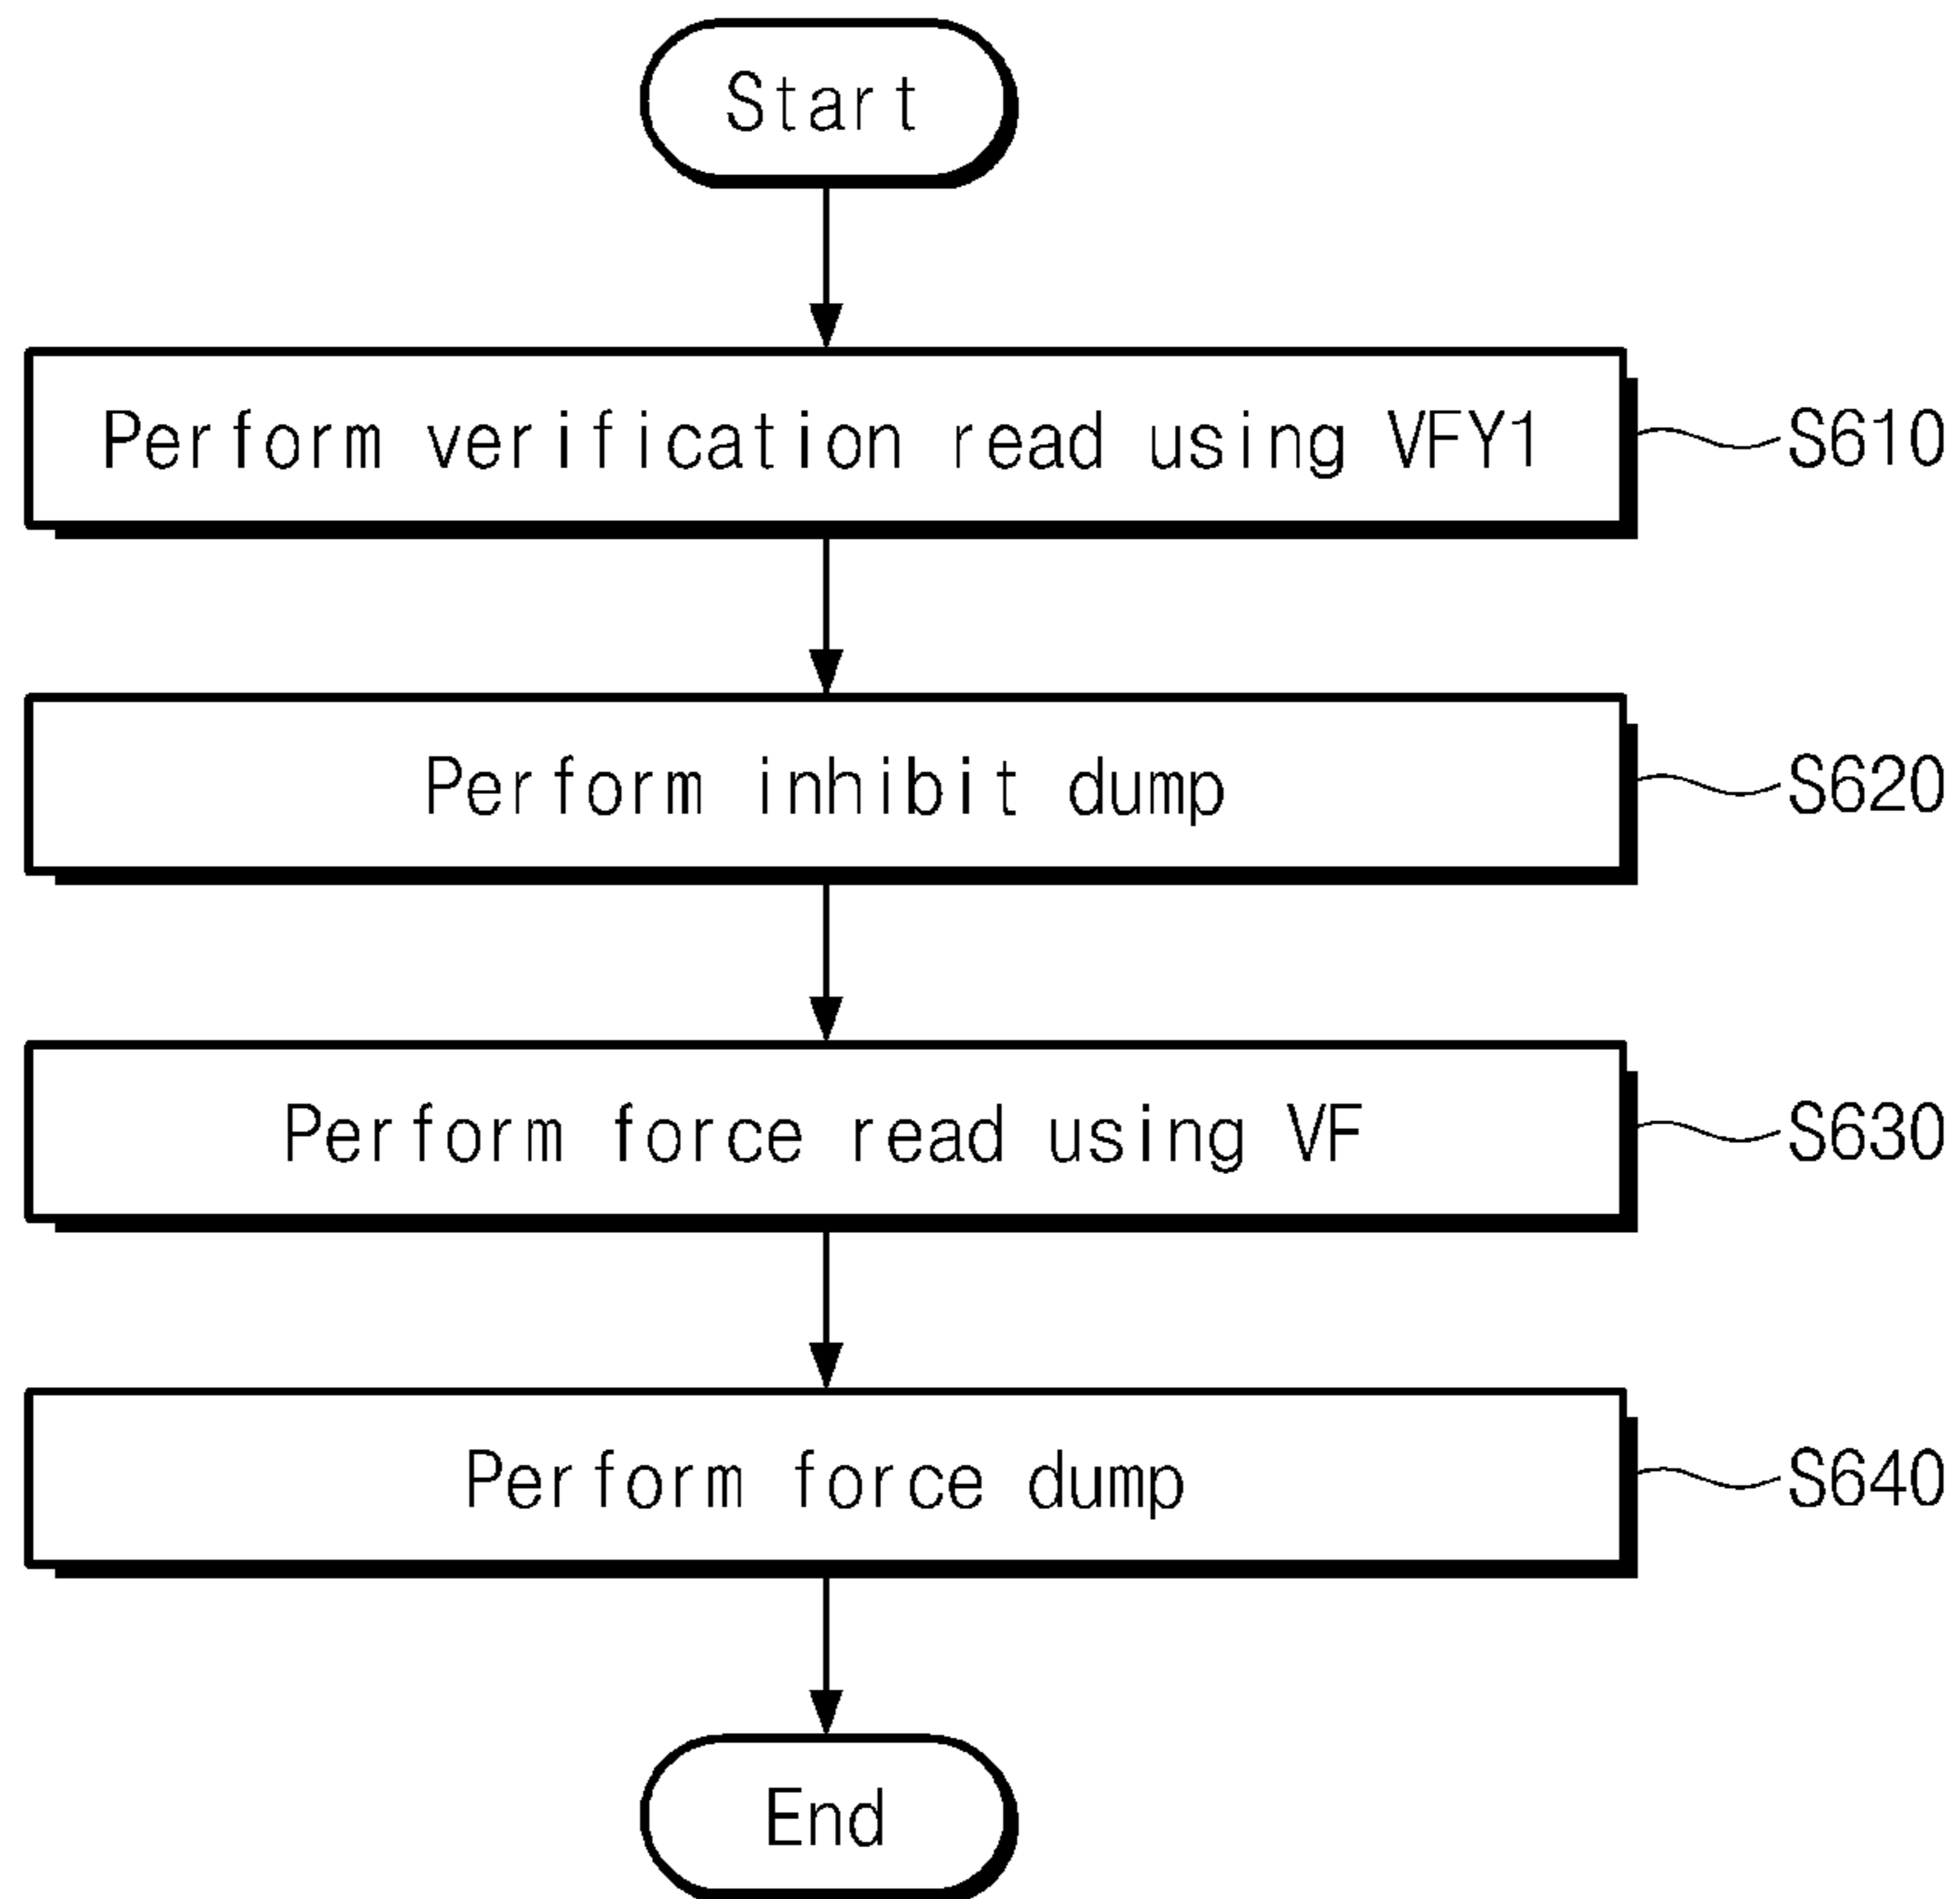 Start
Perform verification read using VFY1
S610
Perform inhibit dump
S620
Perform force read using VF
S630
Perform force dump
S640
End